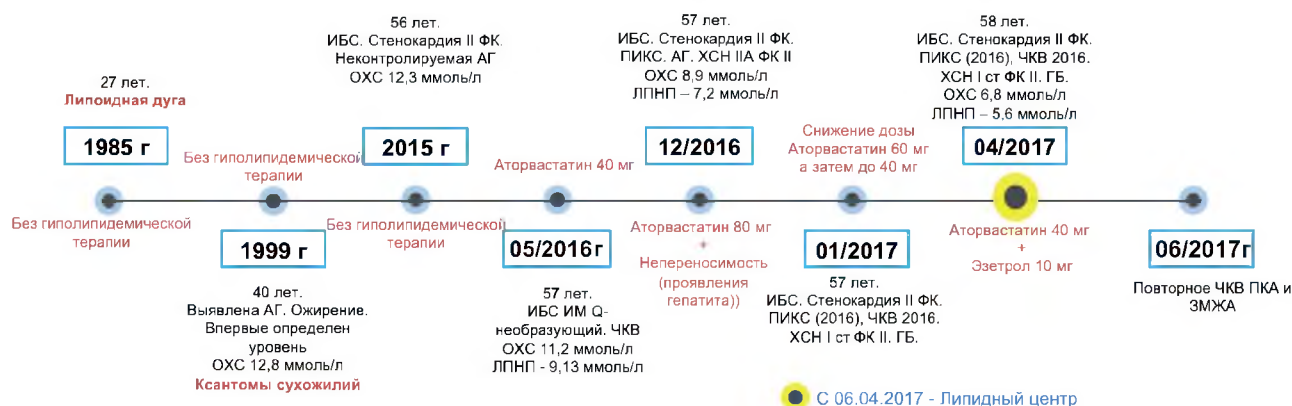 27 лет.
Липоидная дуга
1985 г
Без гиполипидемической
терапии
Без гиполипидемической
терапии
1999 г
40 лет.
Выявлена АГ. Ожирение.
Впервые определен
уровень
ОХС 12,8 ммоль/л
Ксантомы сухожилий
56 лет.
ИБС. Стенокардия II ФК.
Неконтролируемая АГ
ОХС 12,3 ммоль/л
2015 г
Без гиполипидемической
терапии
Аторвастатин 40 мг
05/2016г
57 лет.
ИБС ИМ Q-
необразующий. ЧКВ
ОХС 11,2 ммоль/л
ЛПНП - 9,13 ммоль/л
57 лет.
ИБС. Стенокардия II ФК.
ПИКС. АГ. ХСН IIА ФК II
ОХС 8,9 ммоль/л
ЛПНП – 7,2 ммоль/л
12/2016
Аторвастатин 80 мг
+
Непереносимость
(проявления
гепатита))
Снижение дозы
Аторвастатин 60 мг
а затем до 40 мг
01/2017
57 лет.
ИБС. Стенокардия II ФК.
ПИКС (2016), ЧКВ 2016.
ХСН I ст ФК II. ГБ.
58 лет.
ИБС. Стенокардия II ФК.
ПИКС (2016), ЧКВ 2016.
ХСН I ст ФК II. ГБ.
ОХС 6,8 ммоль/л
ЛПНП – 5,6 ммоль/л
04/2017
Аторвастатин 40 мг
+
Эзетрол 10 мг
06/2017г
Повторное ЧКВ ПКА и
ЗМЖА
С 06.04.2017 - Липидный центр